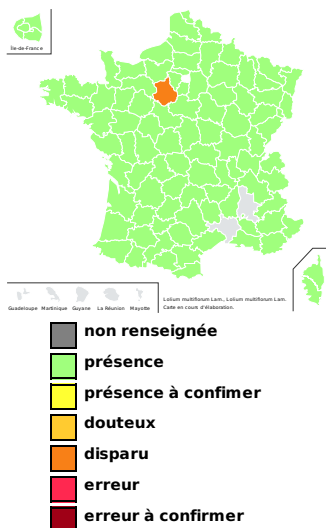 Île-de-France
Guadeloupe Martinique Guyane La Réunion Mayotte
Lolium multiflorum Lam., Lolium multiflorum Lam.
Carte en cours d'élaboration.
non renseignée
présence
présence à confimer
douteux
disparu
erreur
erreur à confirmer